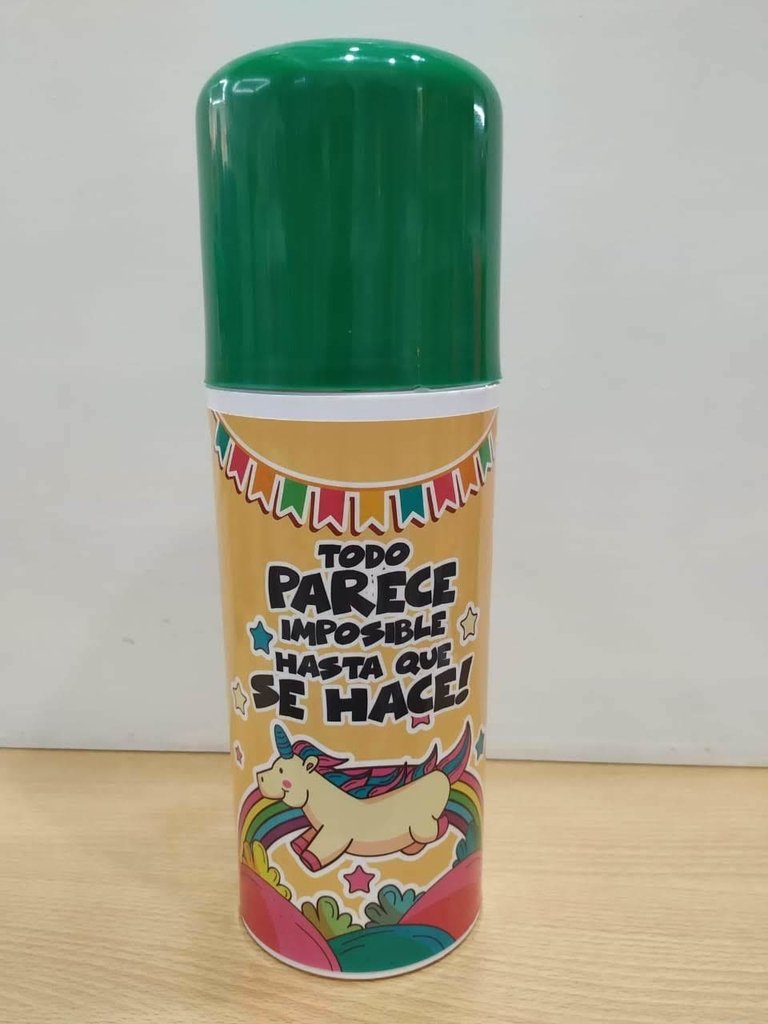 TODO
PARECE
IMPOSIBLE
HASTA QUE
SE HACE!